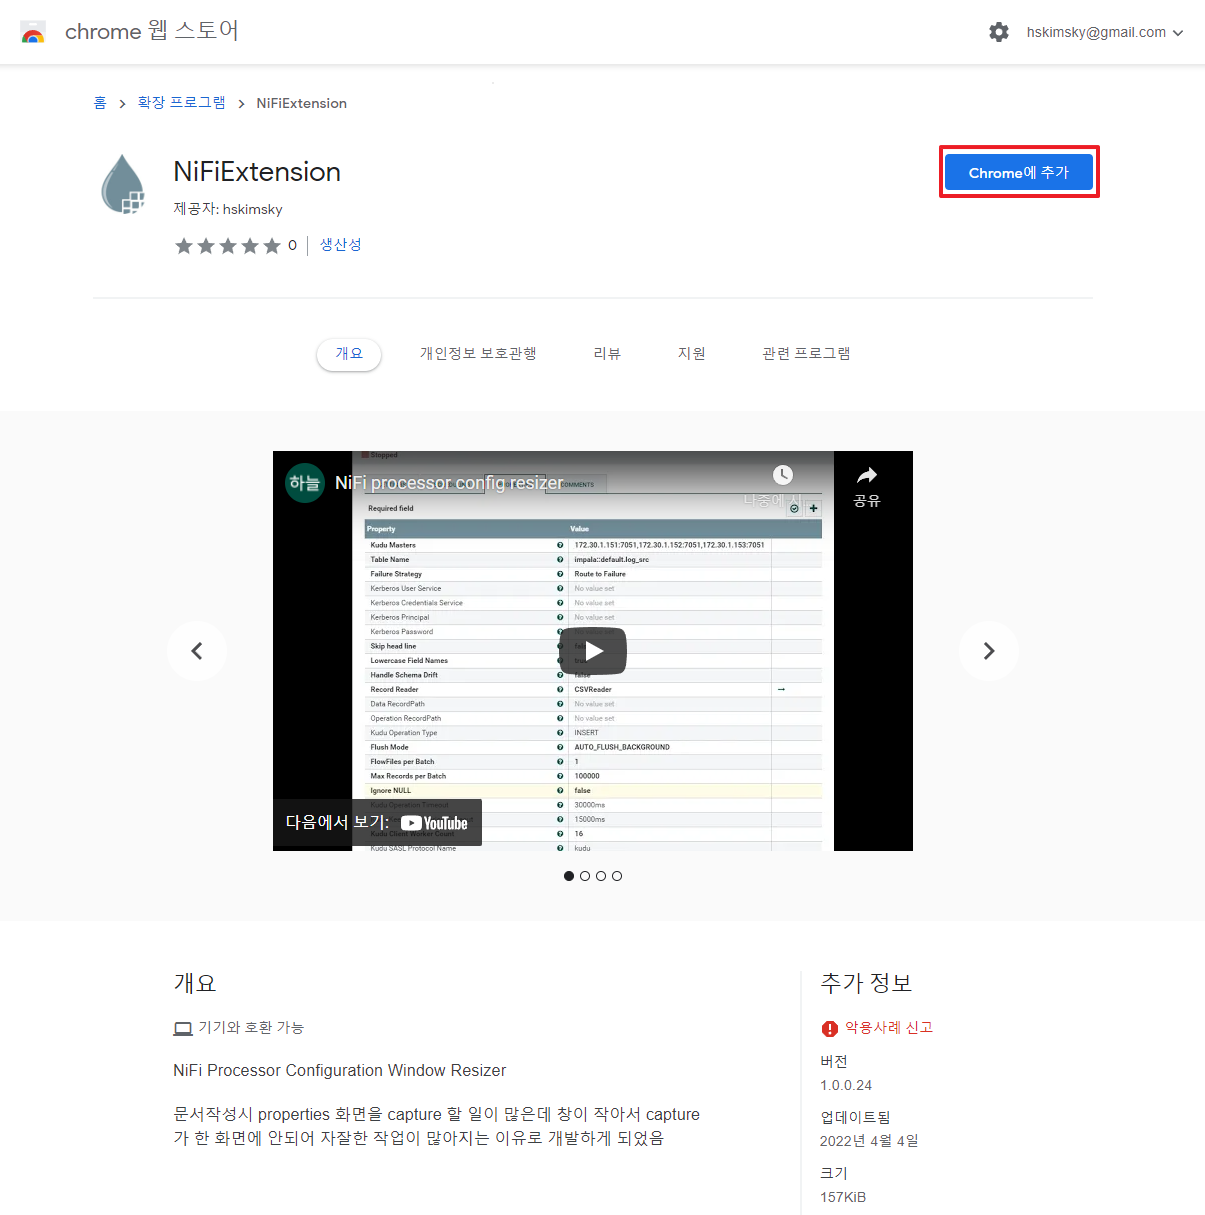 chrome 웹 스토어
hskimsky@gmail.com
홈 > 확장 프로그램 > NiFiExtension
NiFiExtension
Chrome에 추가
제공자: hskimsky
0 생산성
개요 개인정보 보호관행 리뷰 지원 관련 프로그램
Stopped
하늘 NiFi processor config resizer
COMMENTS
공유
Required field
Property Value
Kudu Masters 172.30.1.151:7051,172.30.1.152:7051,172.30.1.153:7051
Table Name impala::default.log_src
Failure Strategy Route to Failure
Kerberos User Service No value set
Kerberos Credentials Service No value set
Kerberos Principal No value set
Kerberos Password
Skip head line
Lowercase Field Names
Handle Schema Drift false
Record Reader CSVReader
Data RecordPath No value set
Operation RecordPath No value set
Kudu Operation Type INSERT
Flush Mode AUTO_FLUSH_BACKGROUND
FlowFiles per Batch 1
Max Records per Batch 100000
Ignore NULL false
Kudu Operation Timeout 30000ms
15000ms
다음에서 보기: YouTube
Kudu Client Worker Count 16
Kudu SASL Protocol Name kudu
개요
기기와 호환 가능
NiFi Processor Configuration Window Resizer
문서작성시 properties 화면을 capture 할 일이 많은데 창이 작아서 capture
가 한 화면에 안되어 자잘한 작업이 많아지는 이유로 개발하게 되었음
추가 정보
악용사례 신고
버전
1.0.0.24
업데이트됨
2022년 4월 4일
크기
157KiB